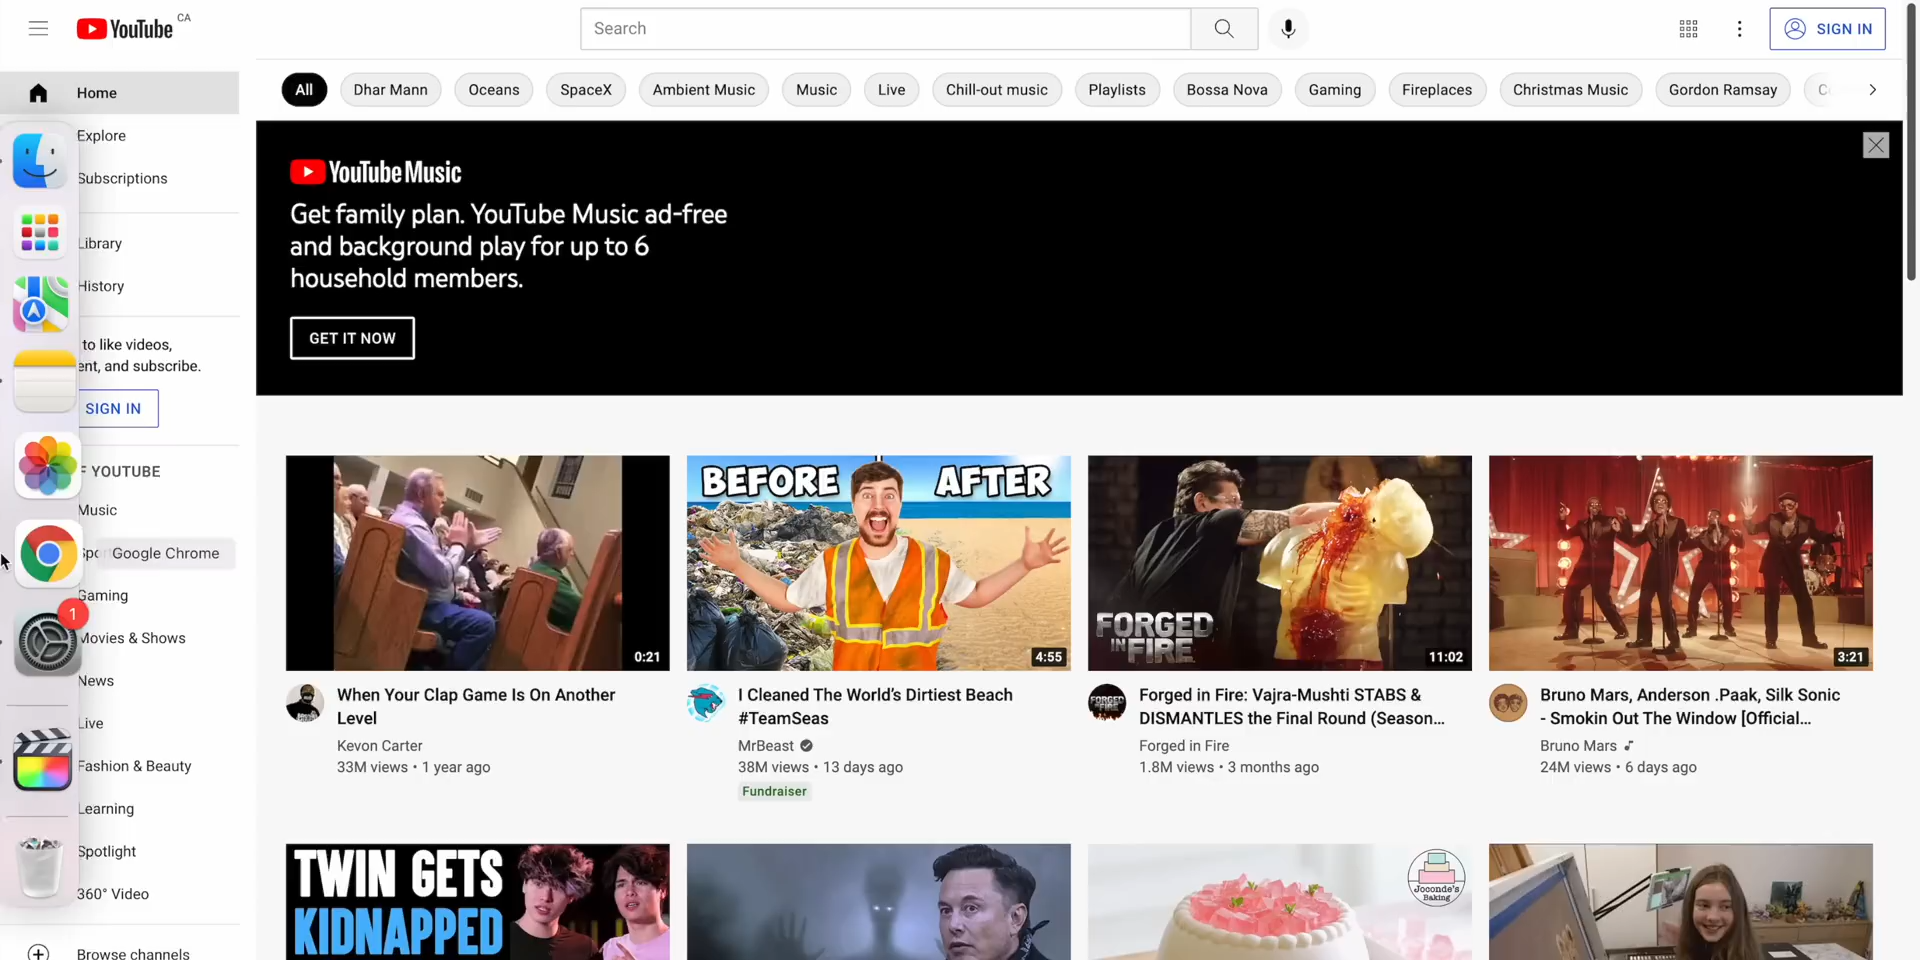 YouTube CA
Search
SIGN IN
Home
Explore
Subscriptions
Library
History
to like videos,
ent, and subscribe.
SIGN IN
F YOUTUBE
Music
Spo
Google Chrome
Gaming
1
Movies & Shows
News
Live
Fashion & Beauty
Learning
Spotlight
360° Video
Browse channels
All
Dhar Mann
Oceans
SpaceX
Ambient Music
Music
Live
Chill-out music
Playlists
Bossa Nova
Gaming
Fireplaces
Christmas Music
Gordon Ramsay
YouTube Music
Get family plan. YouTube Music ad-free
and background play for up to 6
household members.
GET IT NOW
0:21
When Your Clap Game Is On Another
Level
Kevon Carter
33M views • 1 year ago
BEFORE AFTER
4:55
I Cleaned The World's Dirtiest Beach
#TeamSeas
MrBeast
38M views • 13 days ago
Fundraiser
FORGED
IN FIRE
11:02
FORGED
IN FIRE
Forged in Fire: Vajra-Mushti STABS &
DISMANTLES the Final Round (Season...
Forged in Fire
1.8M views • 3 months ago
3:21
Bruno Mars, Anderson .Paak, Silk Sonic
- Smokin Out The Window [Official...
Bruno Mars
24M views • 6 days ago
TWIN GETS
KIDNAPPED
Joconde's
Baking